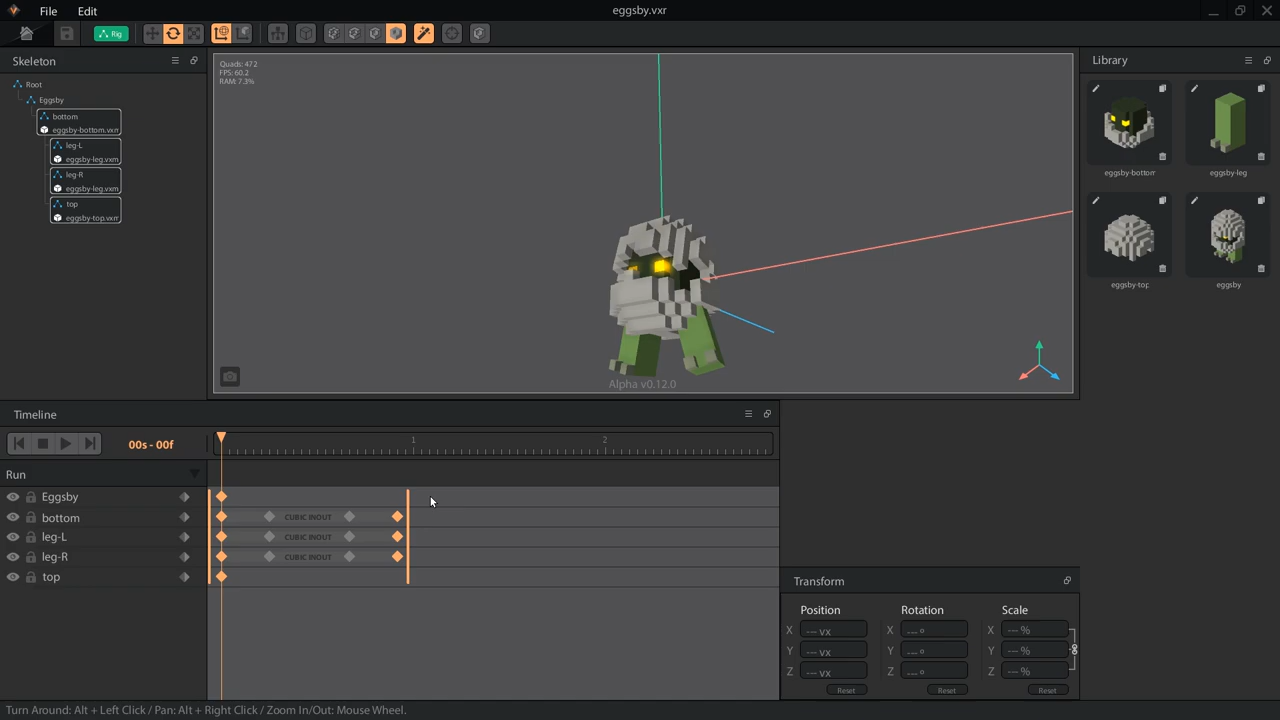 File Edit eggsby.vxr
Rig
Skeleton
Root
Eggsby
bottom
eggsby-bottom.vxm
leg-L
eggsby-leg.vxm
leg-R
eggsby-leg.vxm
top
eggsby-top.vxm
Quads: 472
FPS: 60.2
RAM: 7.3%
Alpha v0.12.0
Library
eggsby-bottom
eggsby-leg
eggsby-top
eggsby
Timeline
00s - 00f
1 2
Run
Eggsby
bottom CUBIC INOUT
leg-L CUBIC INOUT
leg-R CUBIC INOUT
top
Transform
Position Rotation Scale
X --- vx X --- o X --- %
Y --- vx Y --- o Y --- %
Z --- vx Z --- o Z --- %
Reset Reset Reset
Turn Around: Alt + Left Click / Pan: Alt + Right Click / Zoom In/Out: Mouse Wheel.